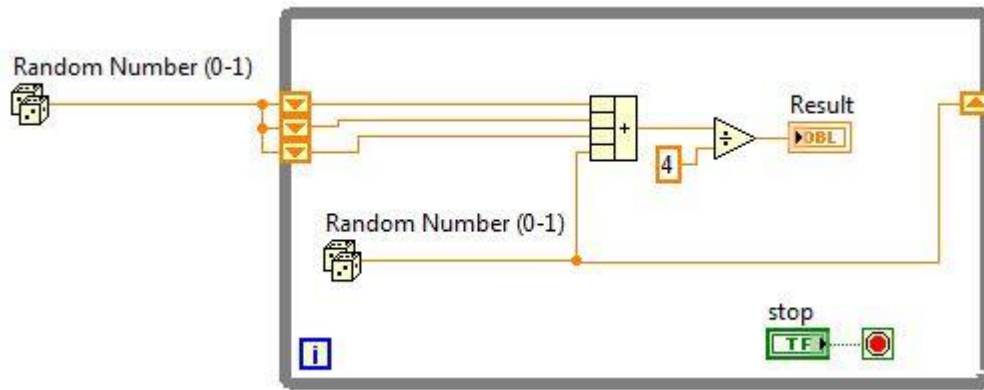 Random Number (0-1)
Result
+
÷
DBL
4
Random Number (0-1)
stop
TF
i